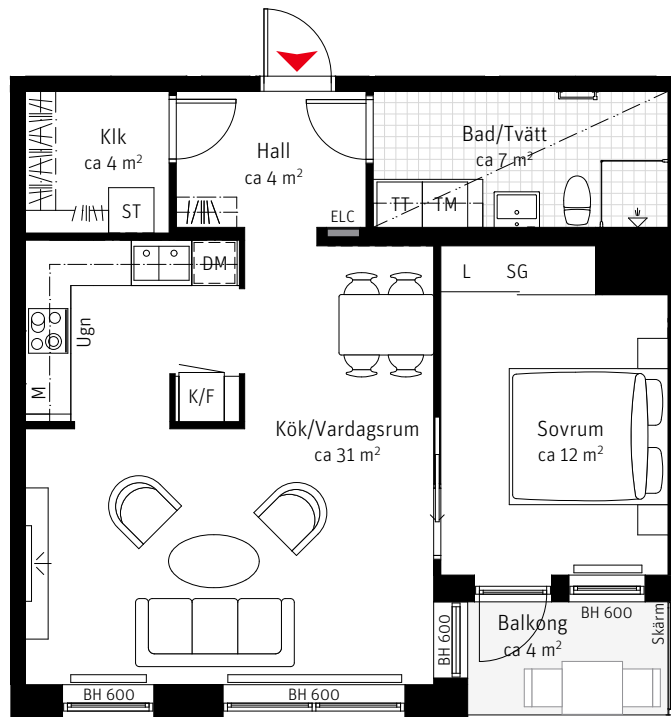 Klk
ca 4 m²
ST
Hall
ca 4 m²
ELC
Bad/Tvätt
ca 7 m²
TT
TM
DM
Ugn
M
K/F
L
SG
Kök/Vardagsrum
ca 31 m²
Sovrum
ca 12 m²
BH 600
Balkong
ca 4 m²
Skärm
BH 600
BH 600
BH 600